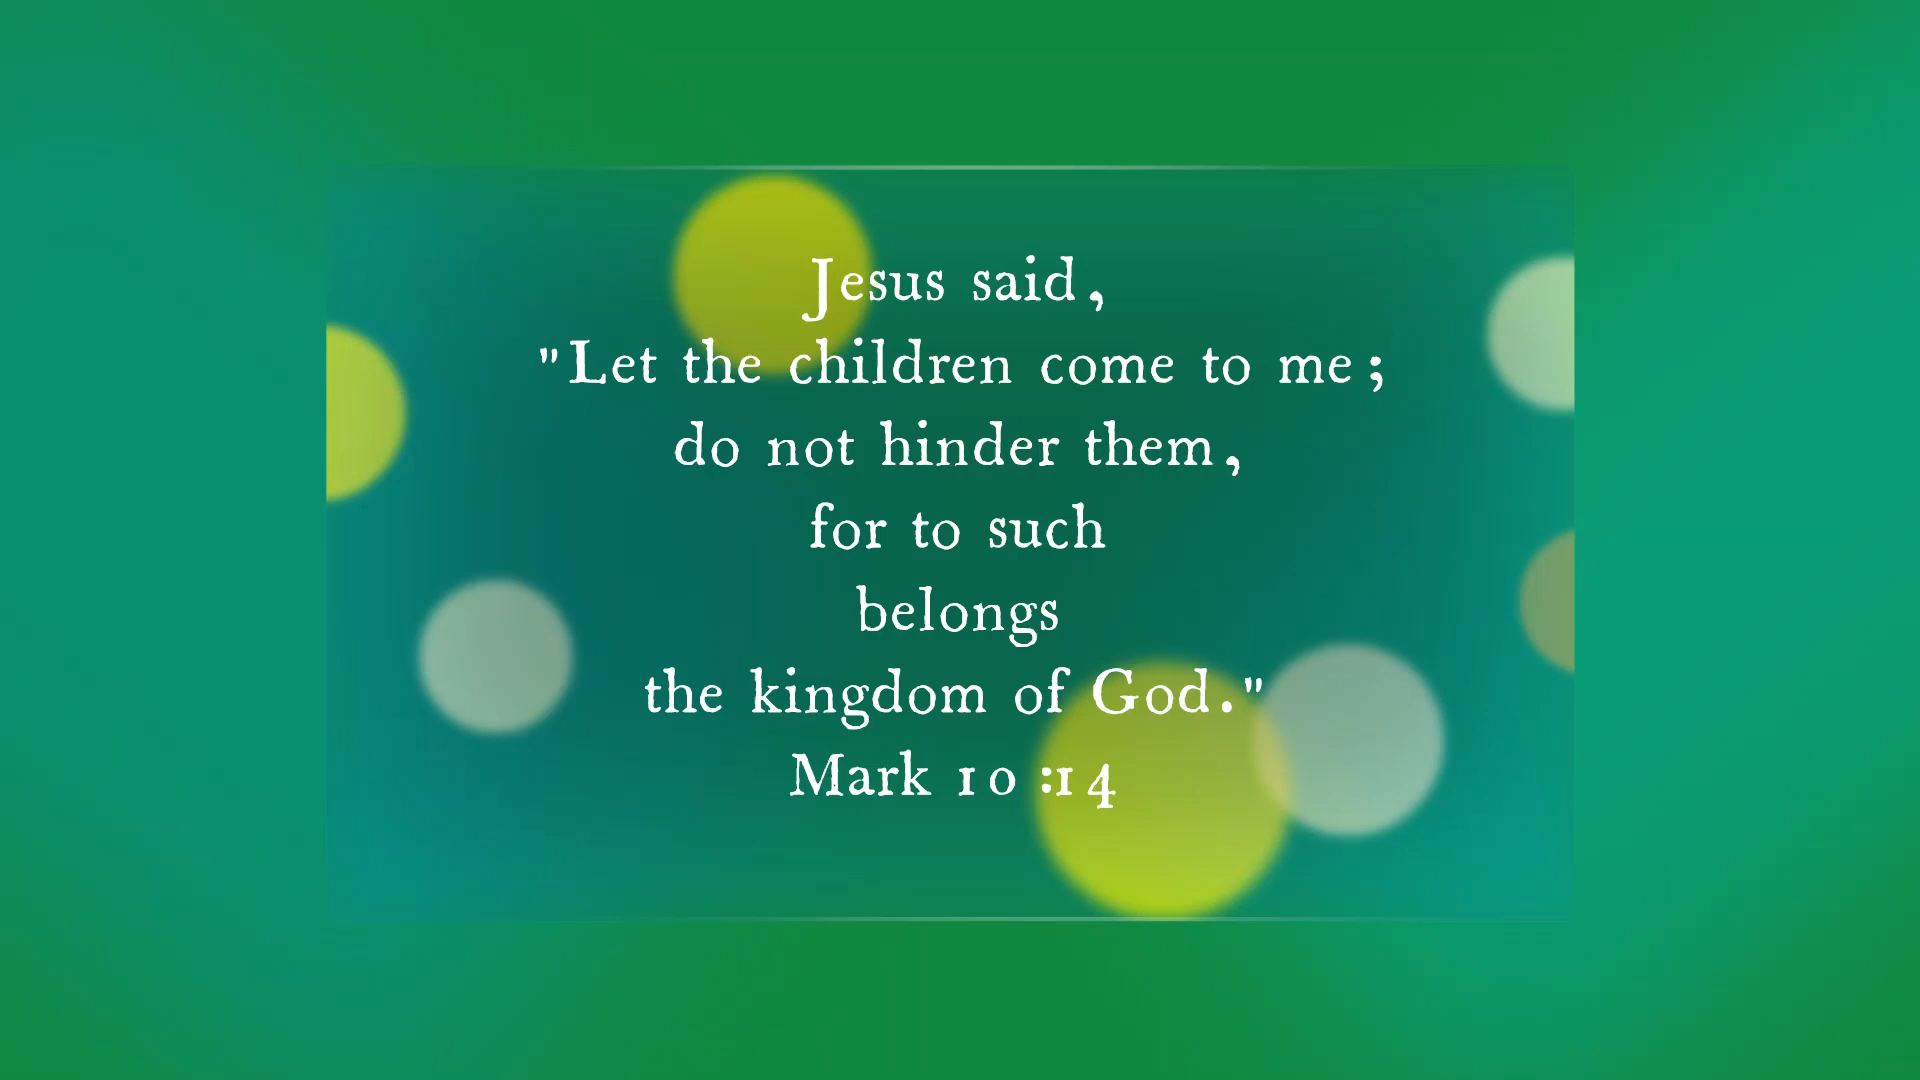 Jesus said,
"Let the children come to me;
do not hinder them,
for to such
belongs
the kingdom of God."
Mark 10:14